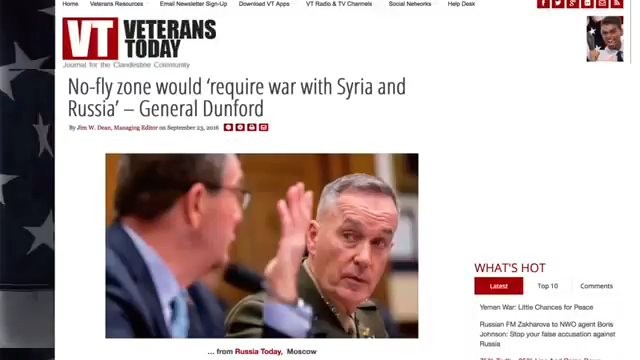 Home Veterans Resources Email Newsletter Sign-Up Download VT Apps VT Radio & TV Channels Social Networks Help Desk
VT VETERANS
TODAY
Journal for the Clandestine Community
No-fly zone would ‘require war with Syria and
Russia’ – General Dunford
By Jim W. Dean, Managing Editor on September 23, 2016
... from Russia Today, Moscow
WHAT'S HOT
Latest Top 10 Comments
Yemen War: Little Chances for Peace
Russian FM Zakharova to NWO agent Boris
Johnson: Stop your false accusation against
Russia